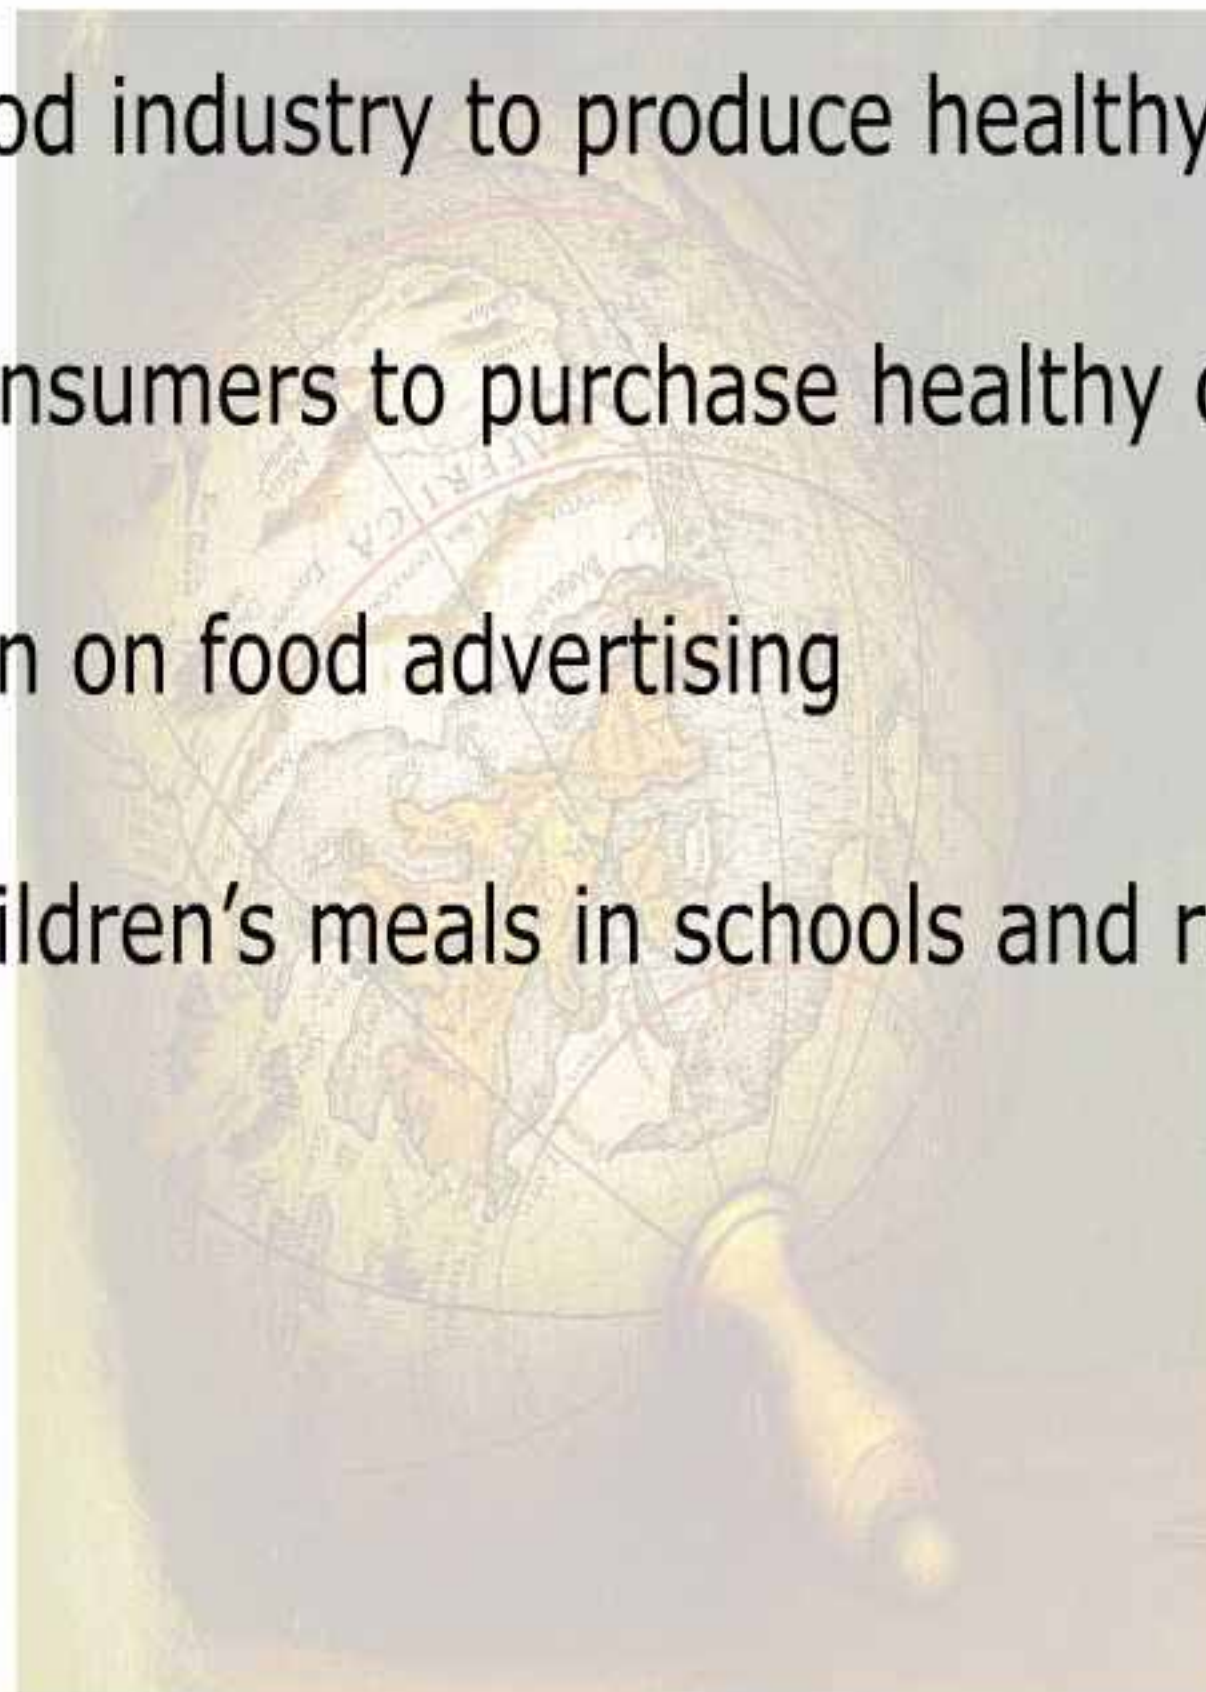 od industry to produce healthy
nsumers to purchase healthy
n on food advertising
ildren's meals in schools and